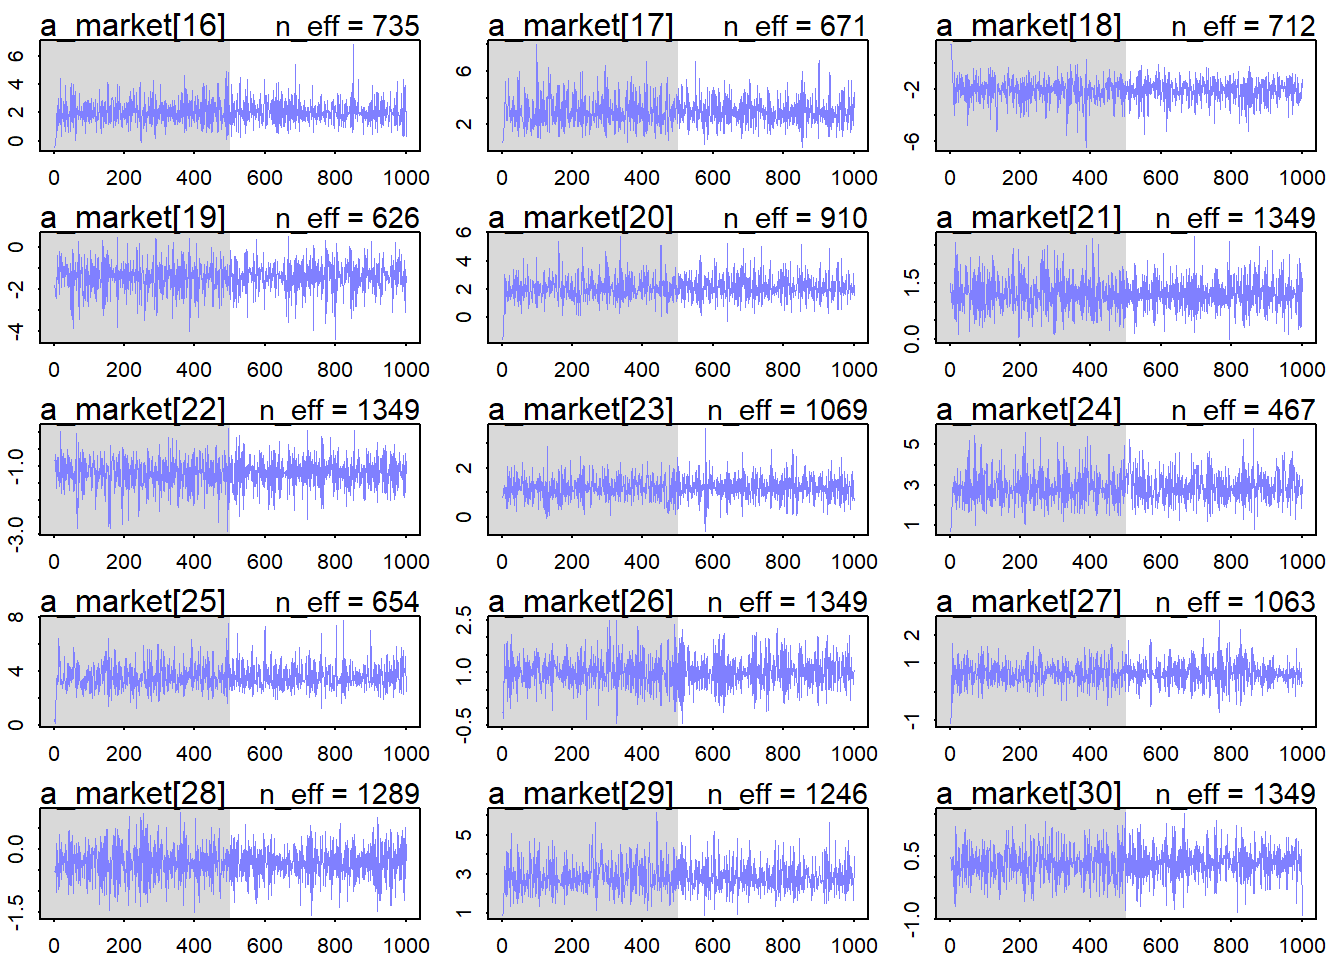 a_market[16] n_eff = 735 a_market[17] n_eff = 671 a_market[18] n_eff = 712
6 4 2 0
6 2
-2 -6
0 200 400 600 800 1000 0 200 400 600 800 1000 0 200 400 600 800 1000
a_market[19] n_eff = 626 a_market[20] n_eff = 910 a_market[21] n_eff = 1349
0 -2 -4
6 4 2 0
1.5 0.0
0 200 400 600 800 1000 0 200 400 600 800 1000 0 200 400 600 800 1000
a_market[22] n_eff = 1349 a_market[23] n_eff = 1069 a_market[24] n_eff = 467
-1.0 -3.0
2 0
5 3 1
0 200 400 600 800 1000 0 200 400 600 800 1000 0 200 400 600 800 1000
a_market[25] n_eff = 654 a_market[26] n_eff = 1349 a_market[27] n_eff = 1063
8 4 0
2.5 1.0 -0.5
2 1 -1
0 200 400 600 800 1000 0 200 400 600 800 1000 0 200 400 600 800 1000
a_market[28] n_eff = 1289 a_market[29] n_eff = 1246 a_market[30] n_eff = 1349
0.0 -1.5
5 3 1
0.5 -1.0
0 200 400 600 800 1000 0 200 400 600 800 1000 0 200 400 600 800 1000